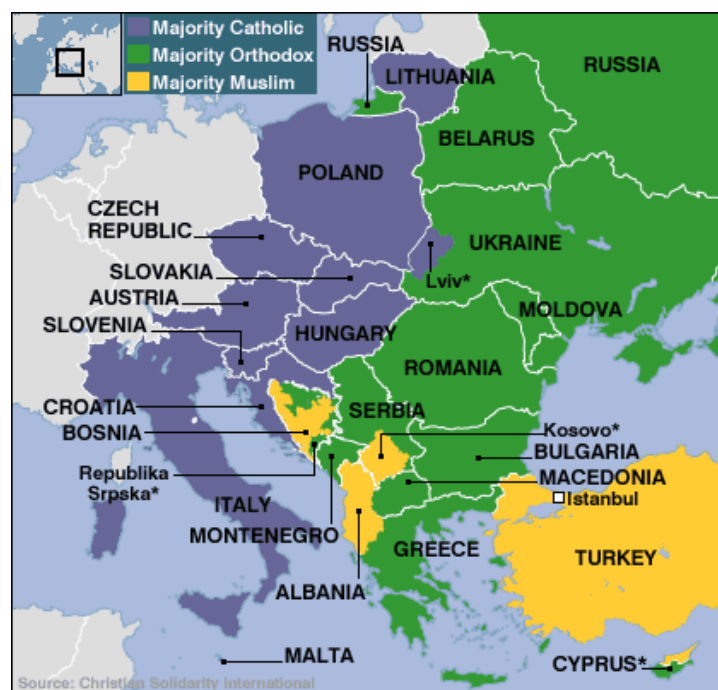 Majority Catholic
Majority Orthodox
Majority Muslim
RUSSIA
LITHUANIA
RUSSIA
BELARUS
POLAND
CZECH
REPUBLIC
UKRAINE
SLOVAKIA
Lviv*
AUSTRIA
MOLDOVA
SLOVENIA
HUNGARY
ROMANIA
CROATIA
SERBIA
BOSNIA
Kosovo*
BULGARIA
Republika
Srpska*
MACEDONIA
Istanbul
ITALY
MONTENEGRO
GREECE
TURKEY
ALBANIA
MALTA
CYPRUS*
Source: Christian Solidarity International